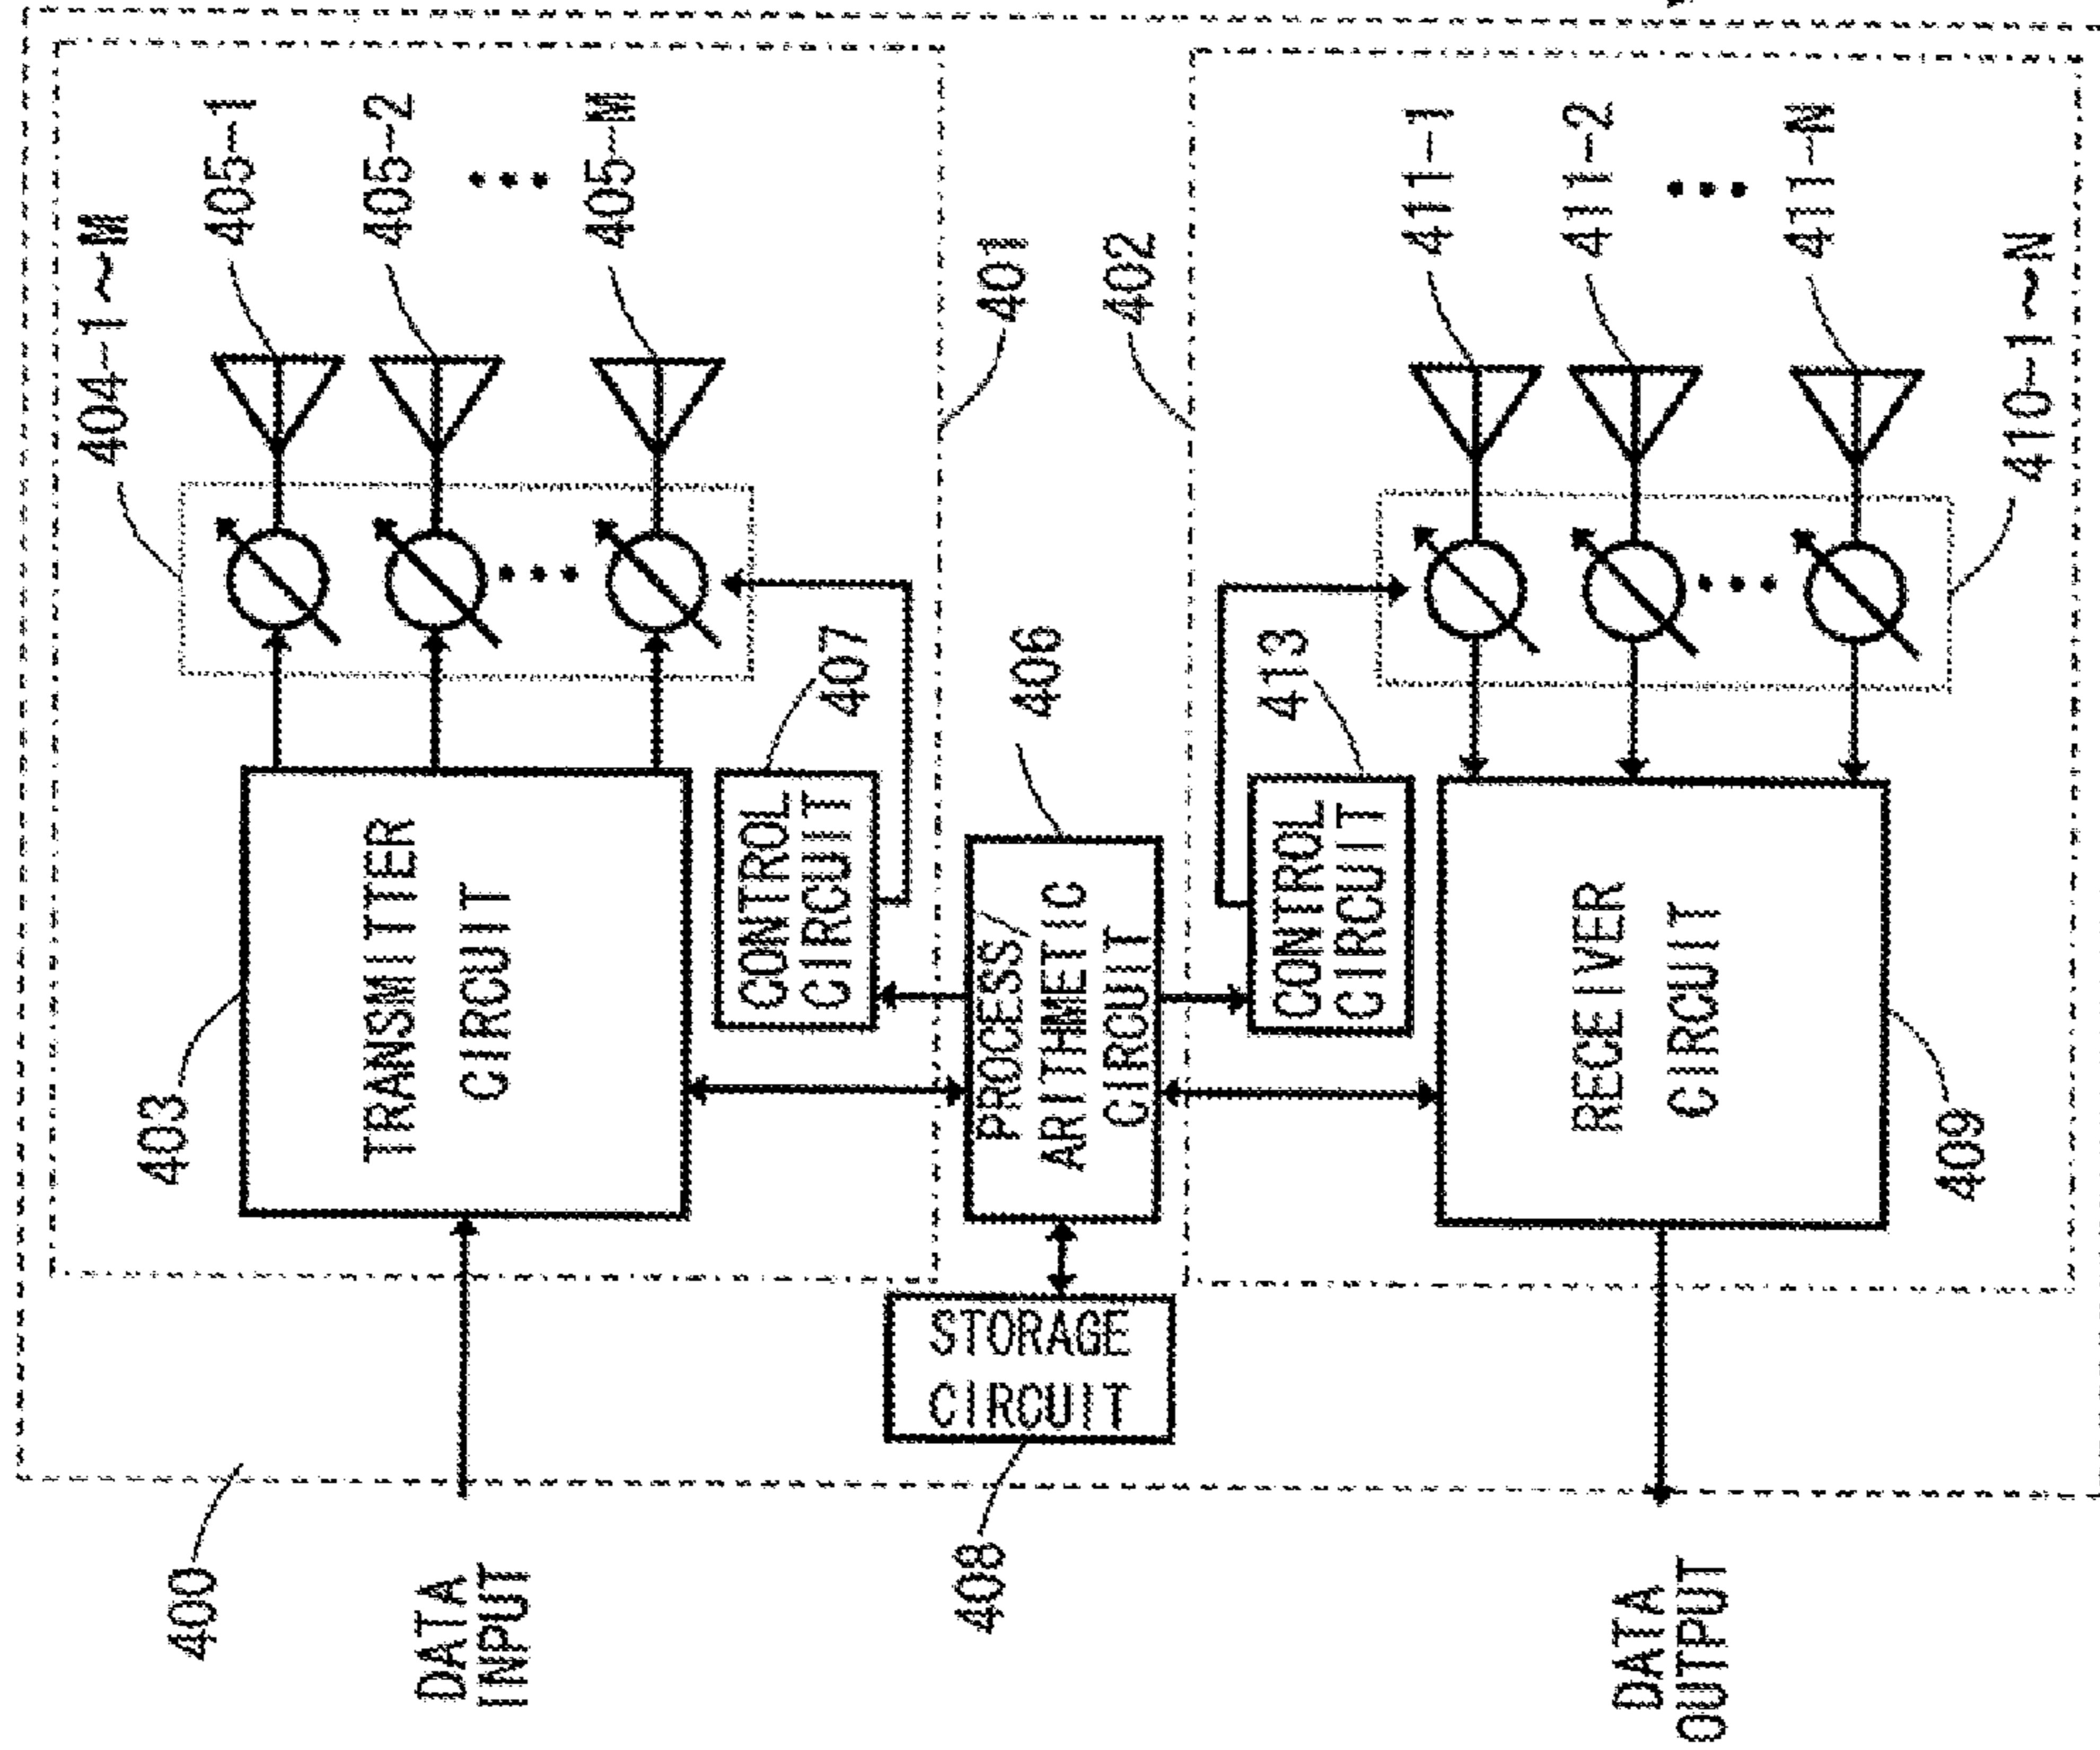 400
DATA
INPUT
403
TRANSMITTER
CIRCUIT
404-1~M
405-1
405-2
405-M
CONTROL
CIRCUIT
407
401
STORAGE
CIRCUIT
408
PROCESS/
ARITHMETIC
CIRCUIT
406
402
CONTROL
CIRCUIT
413
411-1
411-2
411-N
410-1~N
RECEIVER
CIRCUIT
409
DATA
OUTPUT